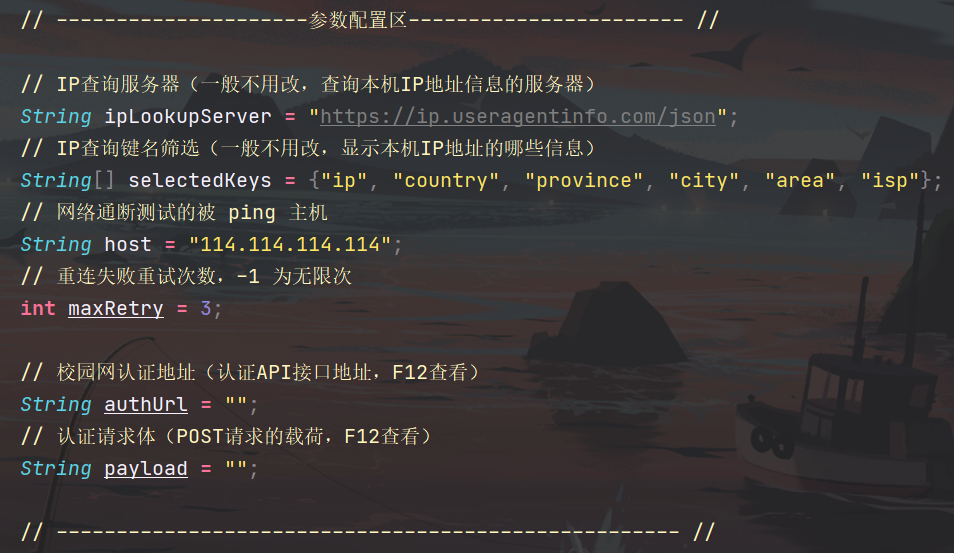 // ---------------------参数配置区----------------------- //
// IP查询服务器（一般不用改，查询本机IP地址信息的服务器）
String ipLookupServer = "https://ip.useragentinfo.com/json";
// IP查询键名筛选（一般不用改，显示本机IP地址的哪些信息）
String[] selectedKeys = {"ip", "country", "province", "city", "area", "isp"};
// 网络通断测试的被 ping 主机
String host = "114.114.114.114";
// 重连失败重试次数，-1 为无限次
int maxRetry = 3;
// 校园网认证地址（认证API接口地址，F12查看）
String authUrl = "";
// 认证请求体（POST请求的载荷，F12查看）
String payload = "";
// ---------------------------------------------------- //